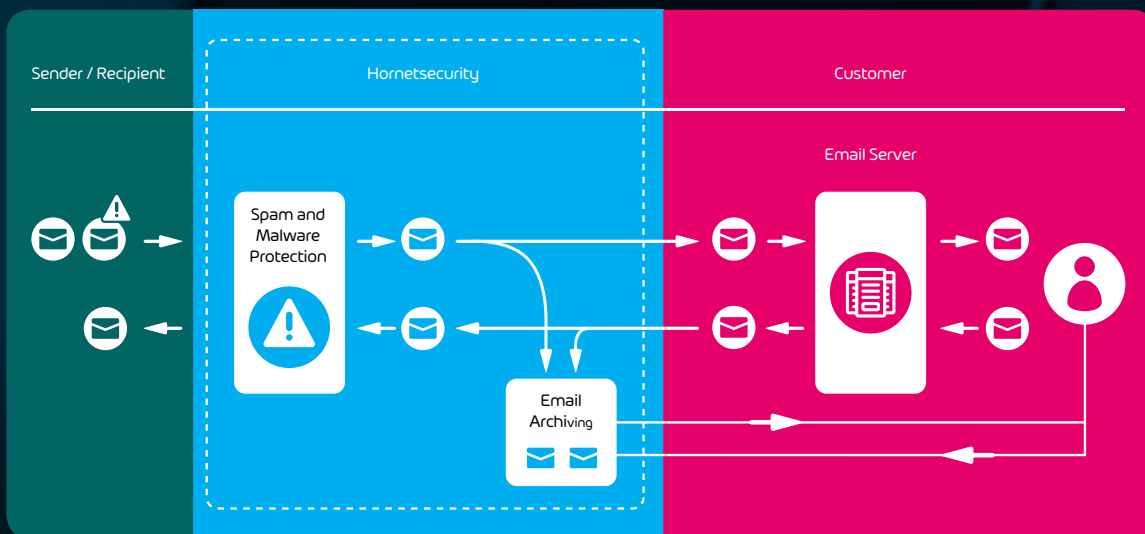 Sender / Recipient
Hornetsecurity
Customer
Email Server
Spam and
Malware
Protection
Email
Archiving